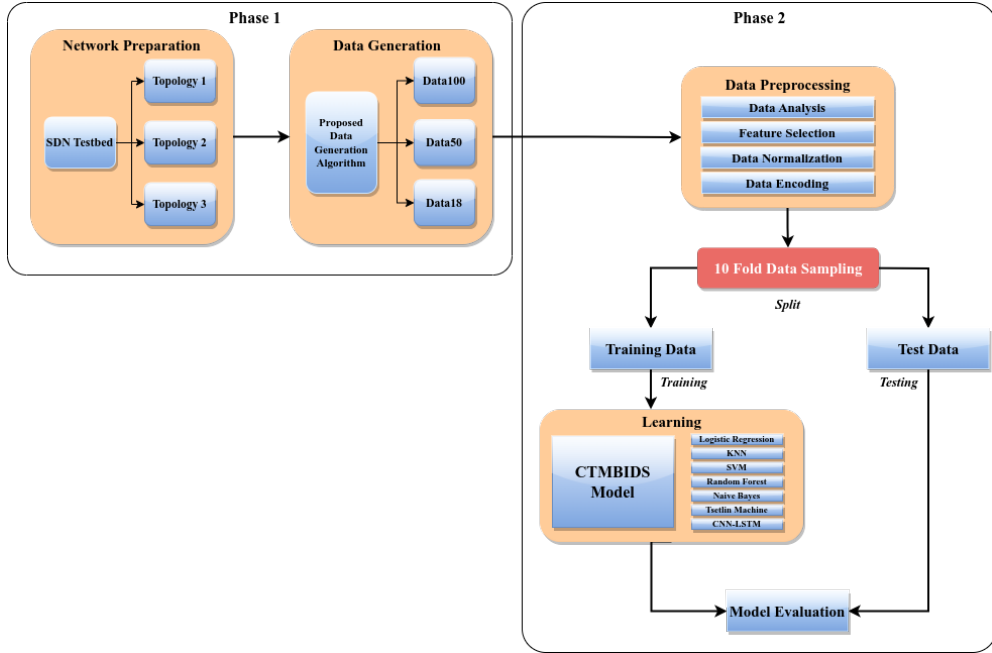 Phase 1
Network Preparation
SDN Testbed
Topology 1
Topology 2
Topology 3
Data Generation
Proposed
Data
Generation
Algorithm
Data100
Data50
Data18
Phase 2
Data Preprocessing
Data Analysis
Feature Selection
Data Normalization
Data Encoding
10 Fold Data Sampling
Split
Training Data
Test Data
Training
Testing
Learning
CTMBIDS
Model
Logistic Regression
KNN
SVM
Random Forest
Naive Bayes
Tsetlin Machine
CNN-LSTM
Model Evaluation